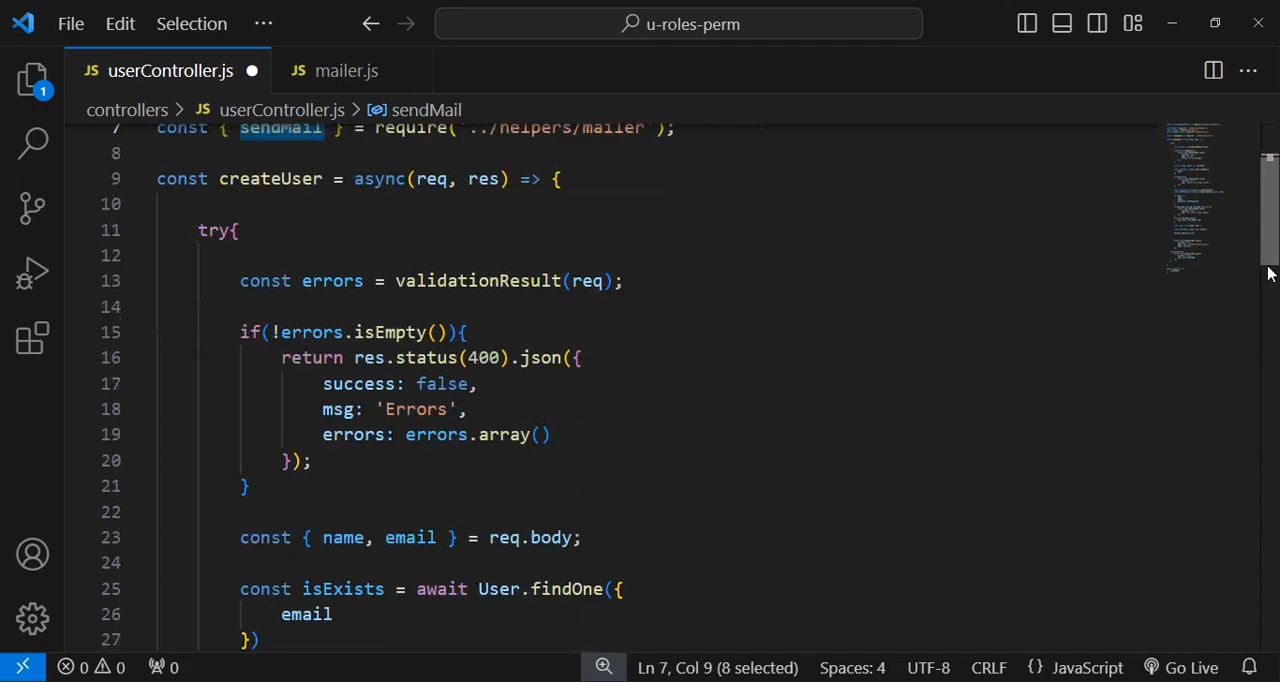 File Edit Selection ··· u-roles-perm
JS userController.js JS mailer.js
1
controllers > JS userController.js > sendMail
7 const { sendMail } = require('../helpers/mailer');
8
9 const createUser = async(req, res) => {
10
11 try{
12
13 const errors = validationResult(req);
14
15 if(!errors.isEmpty()){
16 return res.status(400).json({
17 success: false,
18 msg: 'Errors',
19 errors: errors.array()
20 });
21 }
22
23 const { name, email } = req.body;
24
25 const isExists = await User.findOne({
26 email
27 })
0 0 0 Ln 7, Col 9 (8 selected) Spaces: 4 UTF-8 CRLF {} JavaScript Go Live